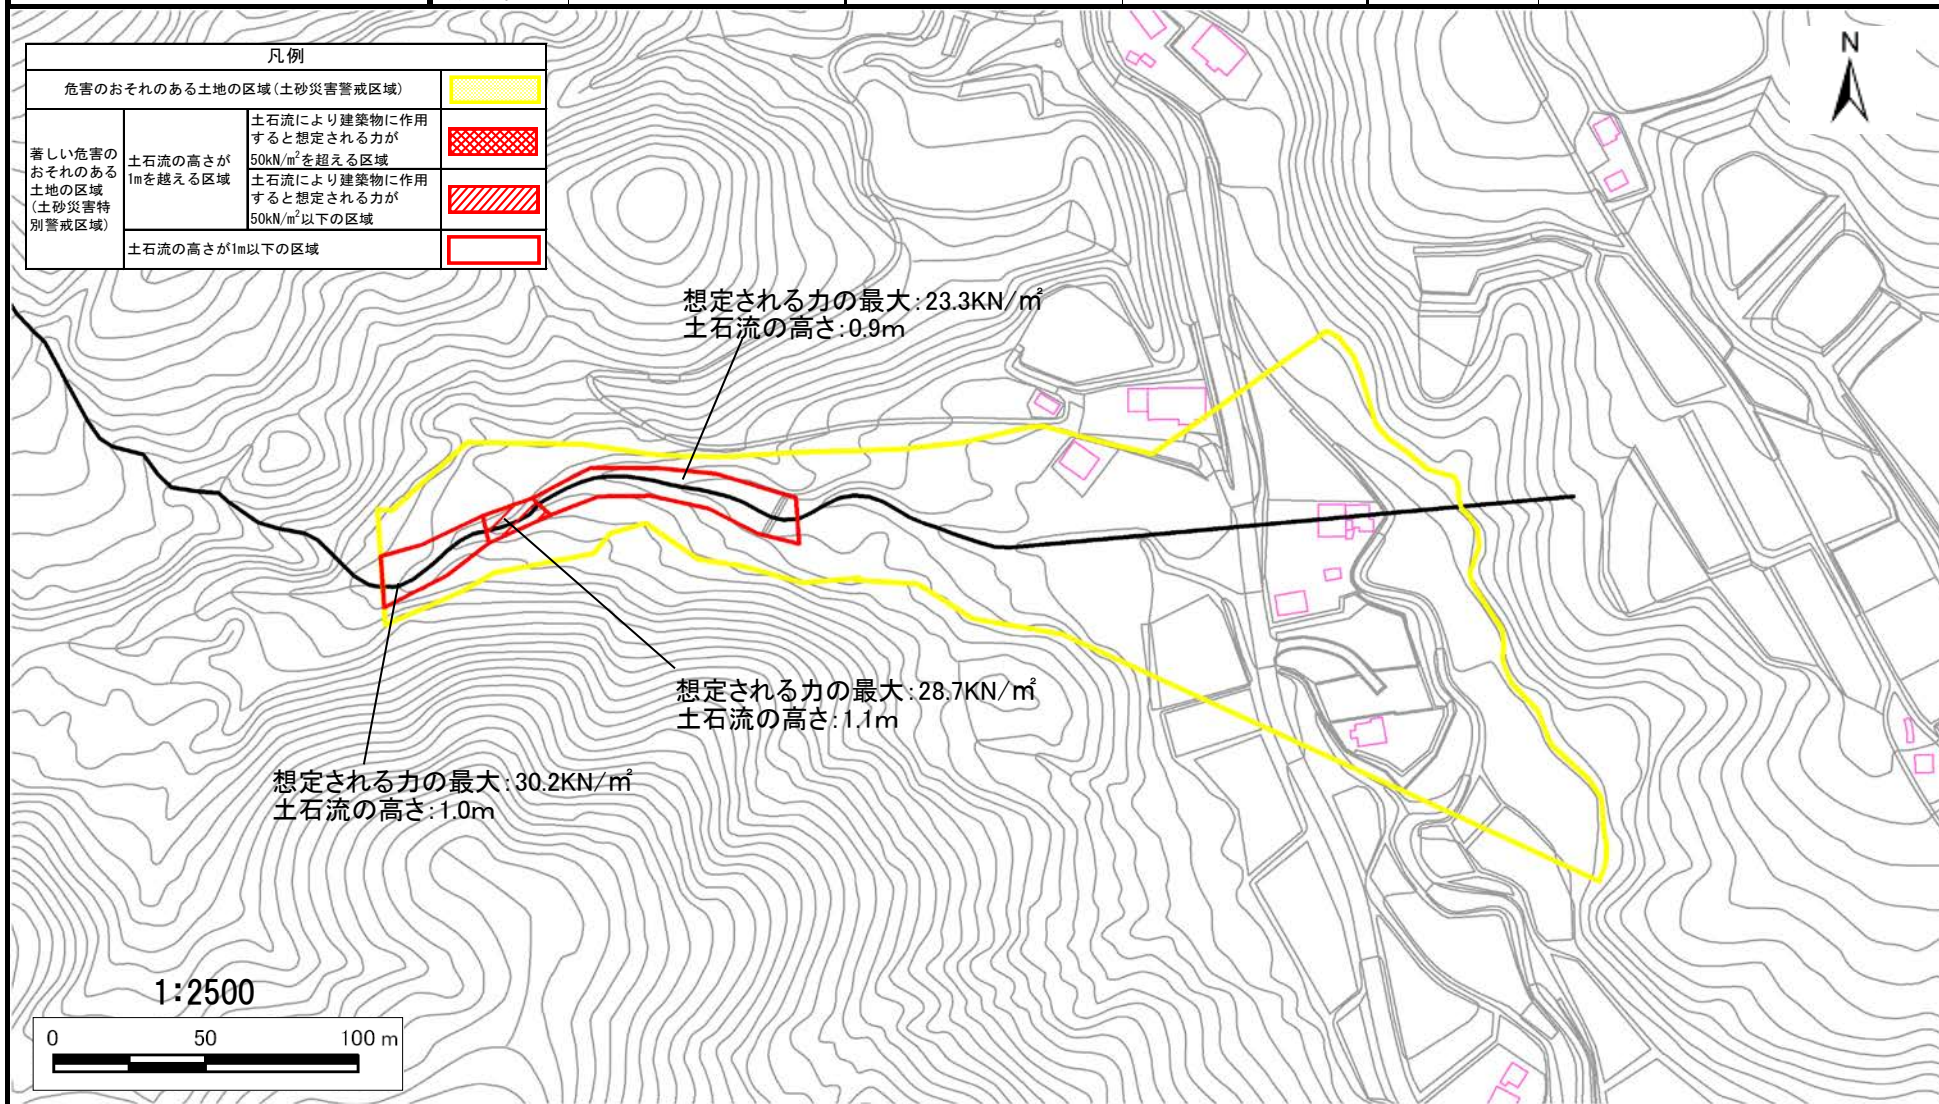 凡例
危害のおそれのある土地の区域(土砂災害警戒区域)
著しい危害の
おそれのある
土地の区域
(土砂災害特
別警戒区域)
土石流の高さが
1mを越える区域
土石流により建築物に作用
すると想定される力が
50kN/m²を超える区域
土石流により建築物に作用
すると想定される力が
50kN/m²以下の区域
土石流の高さが1m以下の区域
N
想定される力の最大:23.3KN/㎡
土石流の高さ:0.9m
想定される力の最大:28.7KN/㎡
土石流の高さ:1.1m
想定される力の最大:30.2KN/㎡
土石流の高さ:1.0m
1:2500
0 50 100 m